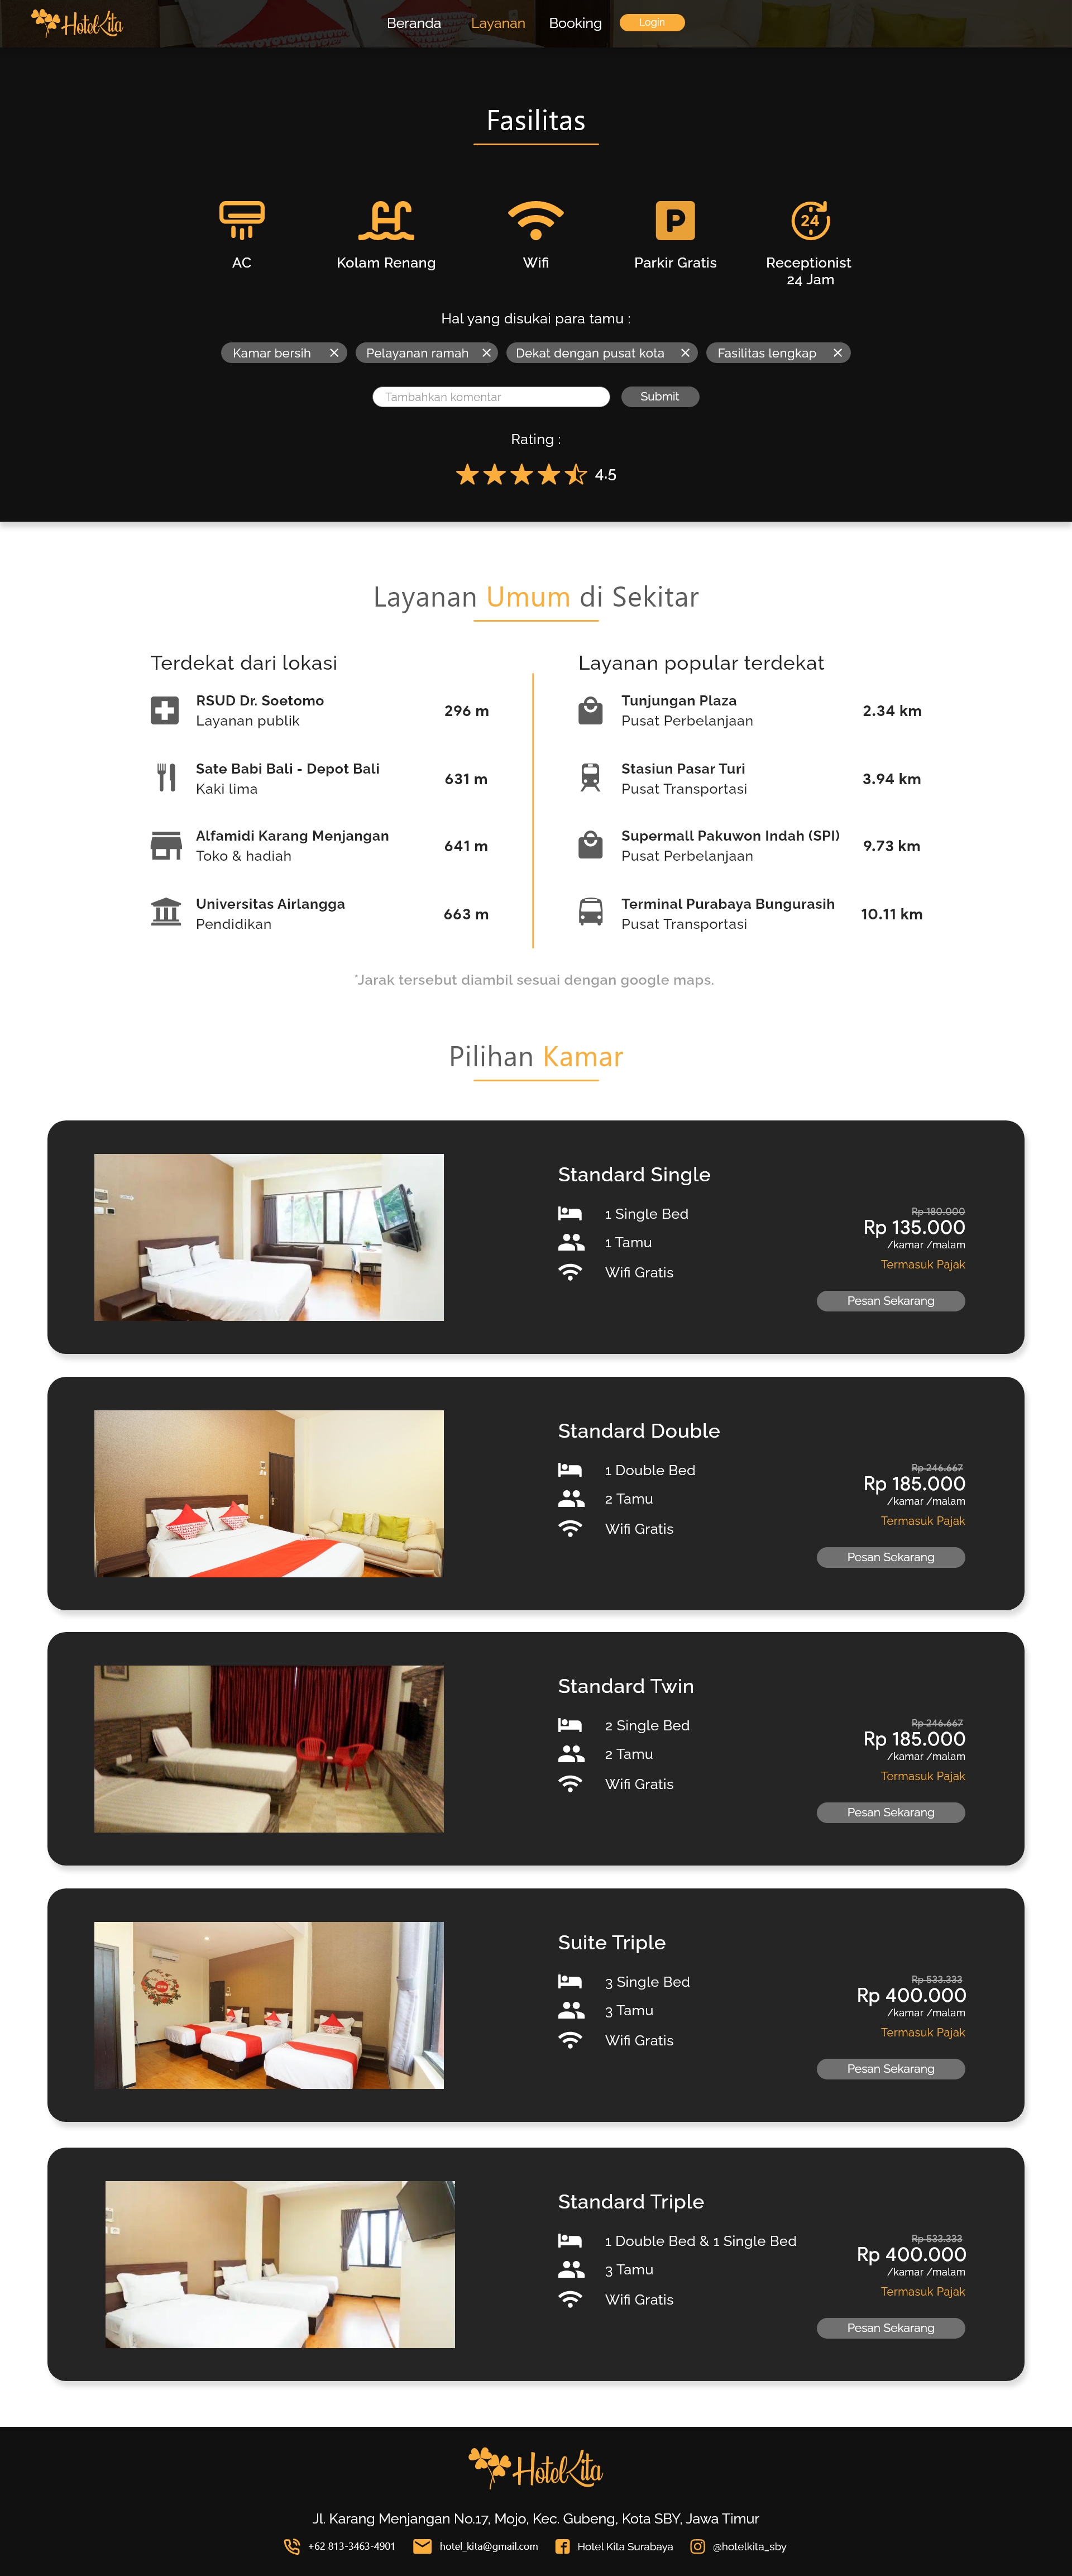 HotelKita
Beranda Layanan Booking Login
Fasilitas
AC
Kolam Renang
Wifi
P
Parkir Gratis
24
Receptionist
24 Jam
Hal yang disukai para tamu :
Kamar bersih Pelayanan ramah Dekat dengan pusat kota Fasilitas lengkap
Tambahkan komentar Submit
Rating :
4,5
Layanan Umum di Sekitar
Terdekat dari lokasi
RSUD Dr. Soetomo
Layanan publik
296 m
Sate Babi Bali - Depot Bali
Kaki lima
631 m
Alfamidi Karang Menjangan
Toko & hadiah
641 m
Universitas Airlangga
Pendidikan
663 m
Layanan popular terdekat
Tunjungan Plaza
Pusat Perbelanjaan
2.34 km
Stasiun Pasar Turi
Pusat Transportasi
3.94 km
Supermall Pakuwon Indah (SPI)
Pusat Perbelanjaan
9.73 km
Terminal Purabaya Bungurasih
Pusat Transportasi
10.11 km
*Jarak tersebut diambil sesuai dengan google maps.
Pilihan Kamar
Standard Single
1 Single Bed
1 Tamu
Wifi Gratis
Rp 180.000
Rp 135.000
/kamar /malam
Termasuk Pajak
Pesan Sekarang
Standard Double
1 Double Bed
2 Tamu
Wifi Gratis
Rp 246.667
Rp 185.000
/kamar /malam
Termasuk Pajak
Pesan Sekarang
Standard Twin
2 Single Bed
2 Tamu
Wifi Gratis
Rp 246.667
Rp 185.000
/kamar /malam
Termasuk Pajak
Pesan Sekarang
Suite Triple
3 Single Bed
3 Tamu
Wifi Gratis
Rp 533.333
Rp 400.000
/kamar /malam
Termasuk Pajak
Pesan Sekarang
Standard Triple
1 Double Bed & 1 Single Bed
3 Tamu
Wifi Gratis
Rp 533.333
Rp 400.000
/kamar /malam
Termasuk Pajak
Pesan Sekarang
HotelKita
Jl. Karang Menjangan No.17, Mojo, Kec. Gubeng, Kota SBY, Jawa Timur
+62 813-3463-4901 hotel_kita@gmail.com Hotel Kita Surabaya @hotelkita_sby